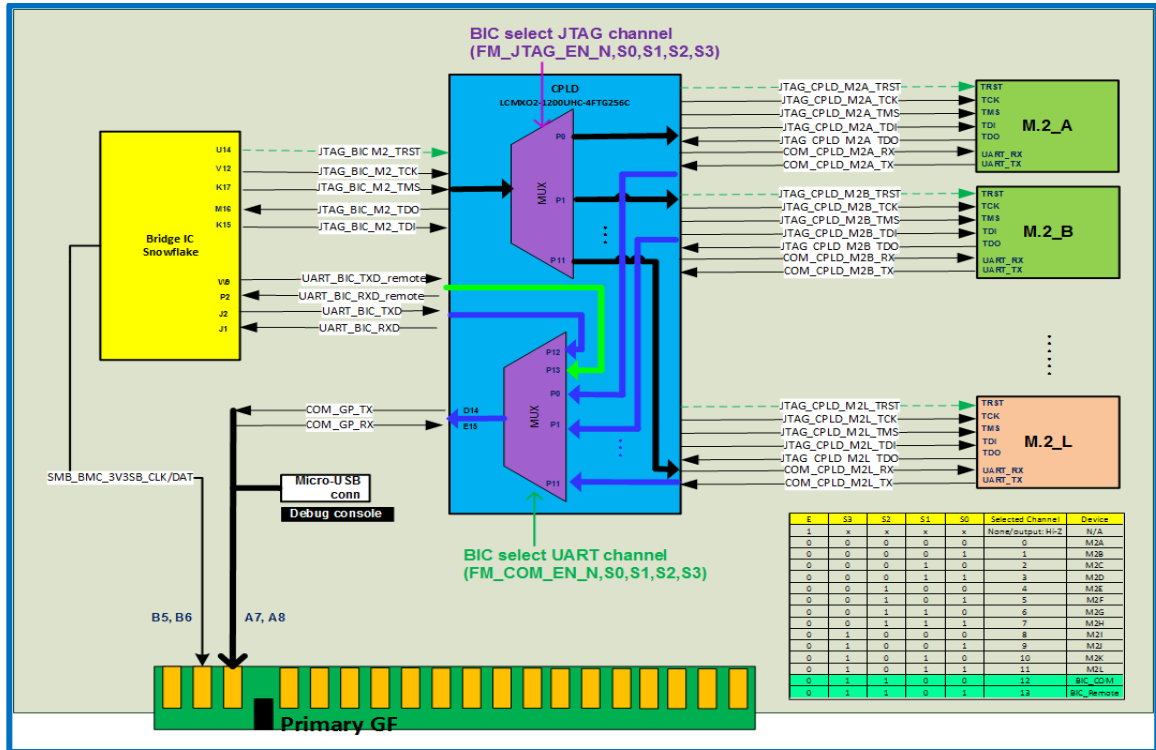 BIC select JTAG channel
(FM_JTAG_EN_N,S0,S1,S2,S3)
CPLD
LCMXO2-1200UHC-4FTG256C
MUX
P0
P1
P11
Bridge IC
Snowflake
U14
V12
K17
M16
K15
P2
J2
J1
JTAG_BIC M2_TRST
JTAG_BIC_M2_TCK
JTAG_BIC_M2_TMS
JTAG_BIC_M2_TDO
JTAG_BIC_M2_TDI
UART_BIC_TXD_remote
UART_BIC_RXD_remote
UART_BIC_TXD
UART_BIC_RXD
JTAG_CPLD_M2A_TRST
JTAG_CPLD_M2A_TCK
JTAG_CPLD_M2A_TMS
JTAG_CPLD_M2A_TDI
JTAG_CPLD_M2A_TDO
COM_CPLD_M2A_RX
COM_CPLD_M2A_TX
TRST
TCK
TMS
TDI
TDO
UART_RX
UART_TX
M.2_A
JTAG_CPLD_M2B_TRST
JTAG_CPLD_M2B_TCK
JTAG_CPLD_M2B_TMS
JTAG_CPLD_M2B_TDI
JTAG_CPLD_M2B_TDO
COM_CPLD_M2B_RX
COM_CPLD_M2B_TX
TRST
TCK
TMS
TDI
TDO
UART_RX
UART_TX
M.2_B
MUX
P12
P13
P0
P1
P11
D14
E15
COM_GP_TX
COM_GP_RX
JTAG_CPLD_M2L_TRST
JTAG_CPLD_M2L_TCK
JTAG_CPLD_M2L_TMS
JTAG_CPLD_M2L_TDI
JTAG_CPLD_M2L_TDO
COM_CPLD_M2L_RX
COM_CPLD_M2L_TX
TRST
TCK
TMS
TDI
TDO
UART_RX
UART_TX
M.2_L
SMB_BMC_3V3SB_CLK/DAT
Micro-USB
conn
Debug console
BIC select UART channel
(FM_COM_EN_N,S0,S1,S2,S3)
E S3 S2 S1 S0 Selected Channel Device
1 x x x x None/output: Hi-Z N/A
0 0 0 0 0 0 M2A
0 0 0 0 1 1 M2B
0 0 0 1 0 2 M2C
0 0 0 1 1 3 M2D
0 0 1 0 0 4 M2E
0 0 1 0 1 5 M2F
0 0 1 1 0 6 M2G
0 0 1 1 1 7 M2H
0 1 0 0 0 8 M2I
0 1 0 0 1 9 M2J
0 1 0 1 0 10 M2K
0 1 0 1 1 11 M2L
0 1 1 0 0 12 BIC_COM
0 1 1 0 1 13 BIC_Remote
B5, B6
A7, A8
Primary GF